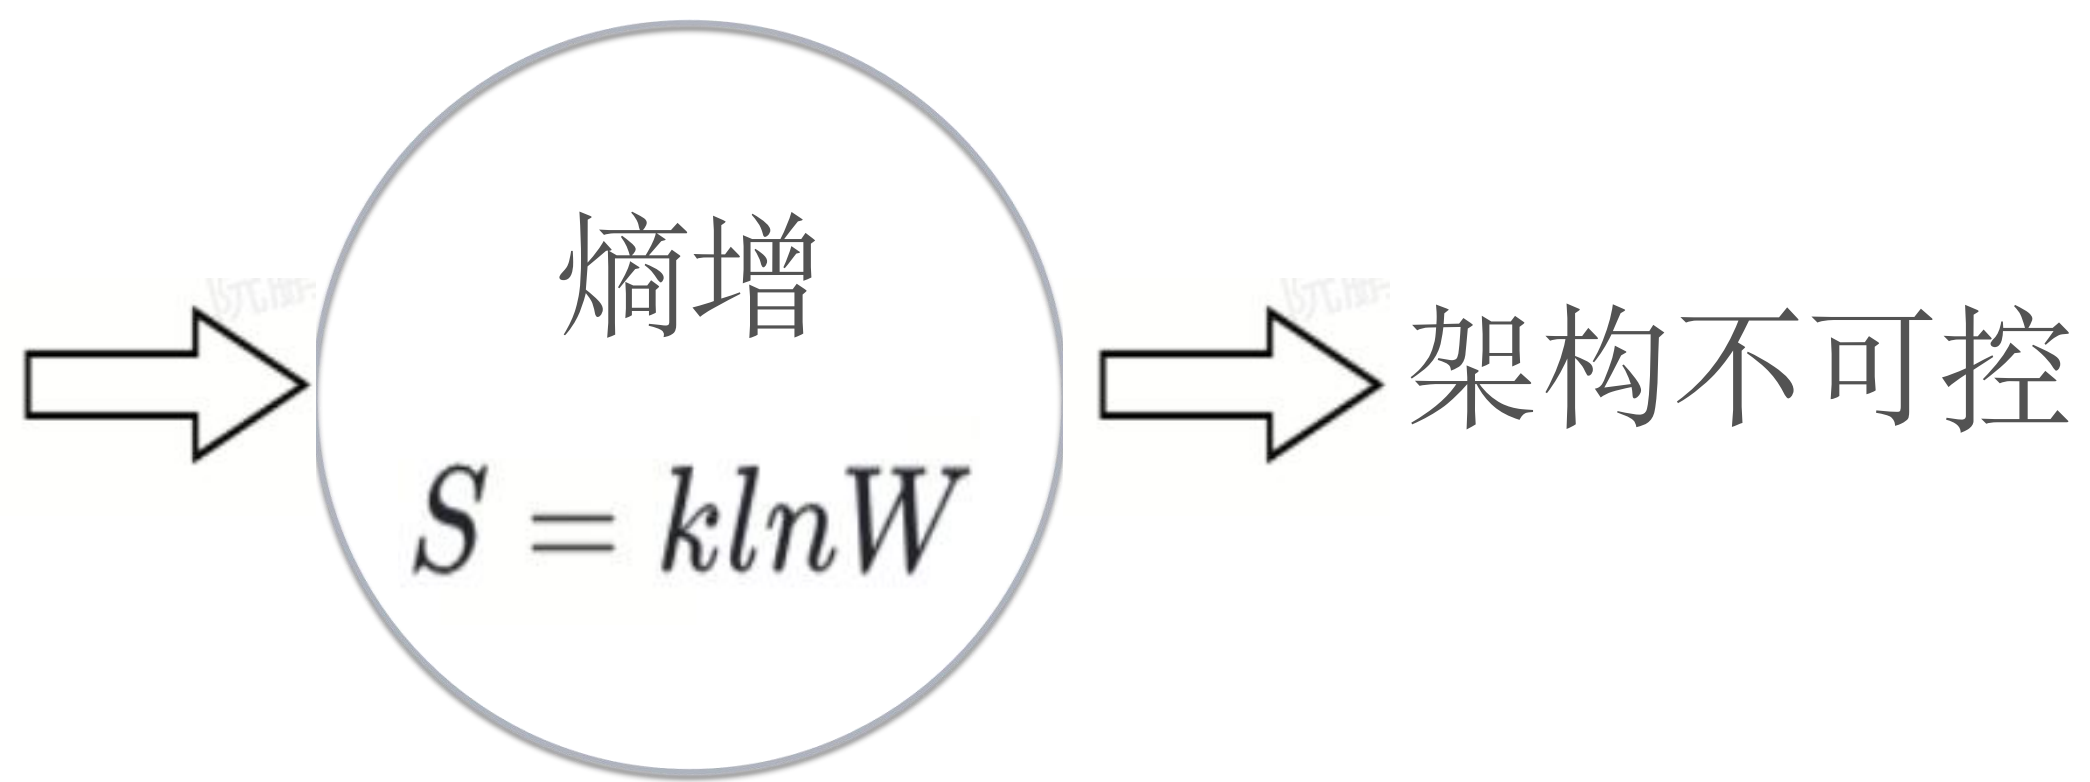 熵增
S = klnW
架构不可控